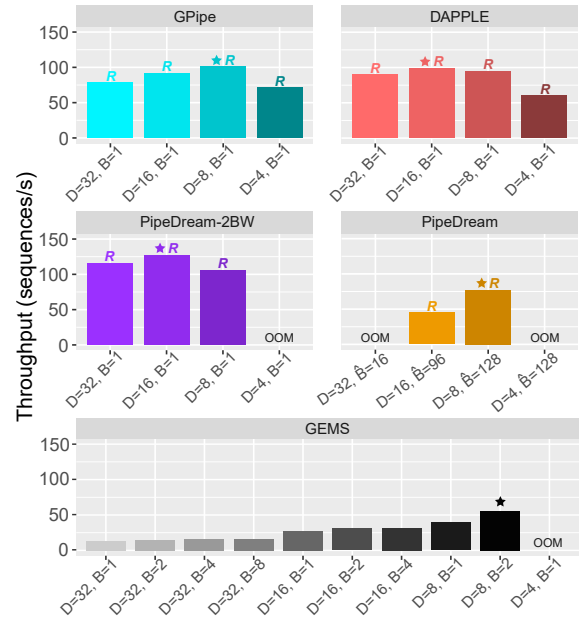 Throughput (sequences/s)
GPipe
150
100
50
0
R
R
★ R
R
D=32, B=1
D=16, B=1
D=8, B=1
D=4, B=1
DAPPLE
R
★ R
R
R
D=32, B=1
D=16, B=1
D=8, B=1
D=4, B=1
PipeDream-2BW
150
100
50
0
R
★ R
R
OOM
D=32, B=1
D=16, B=1
D=8, B=1
D=4, B=1
PipeDream
OOM
R
★ R
OOM
D=32, B̂=16
D=16, B̂=96
D=8, B̂=128
D=4, B̂=128
GEMS
150
100
50
0
★
OOM
D=32, B=1
D=32, B=2
D=32, B=4
D=32, B=8
D=16, B=1
D=16, B=2
D=16, B=4
D=8, B=1
D=8, B=2
D=4, B=1